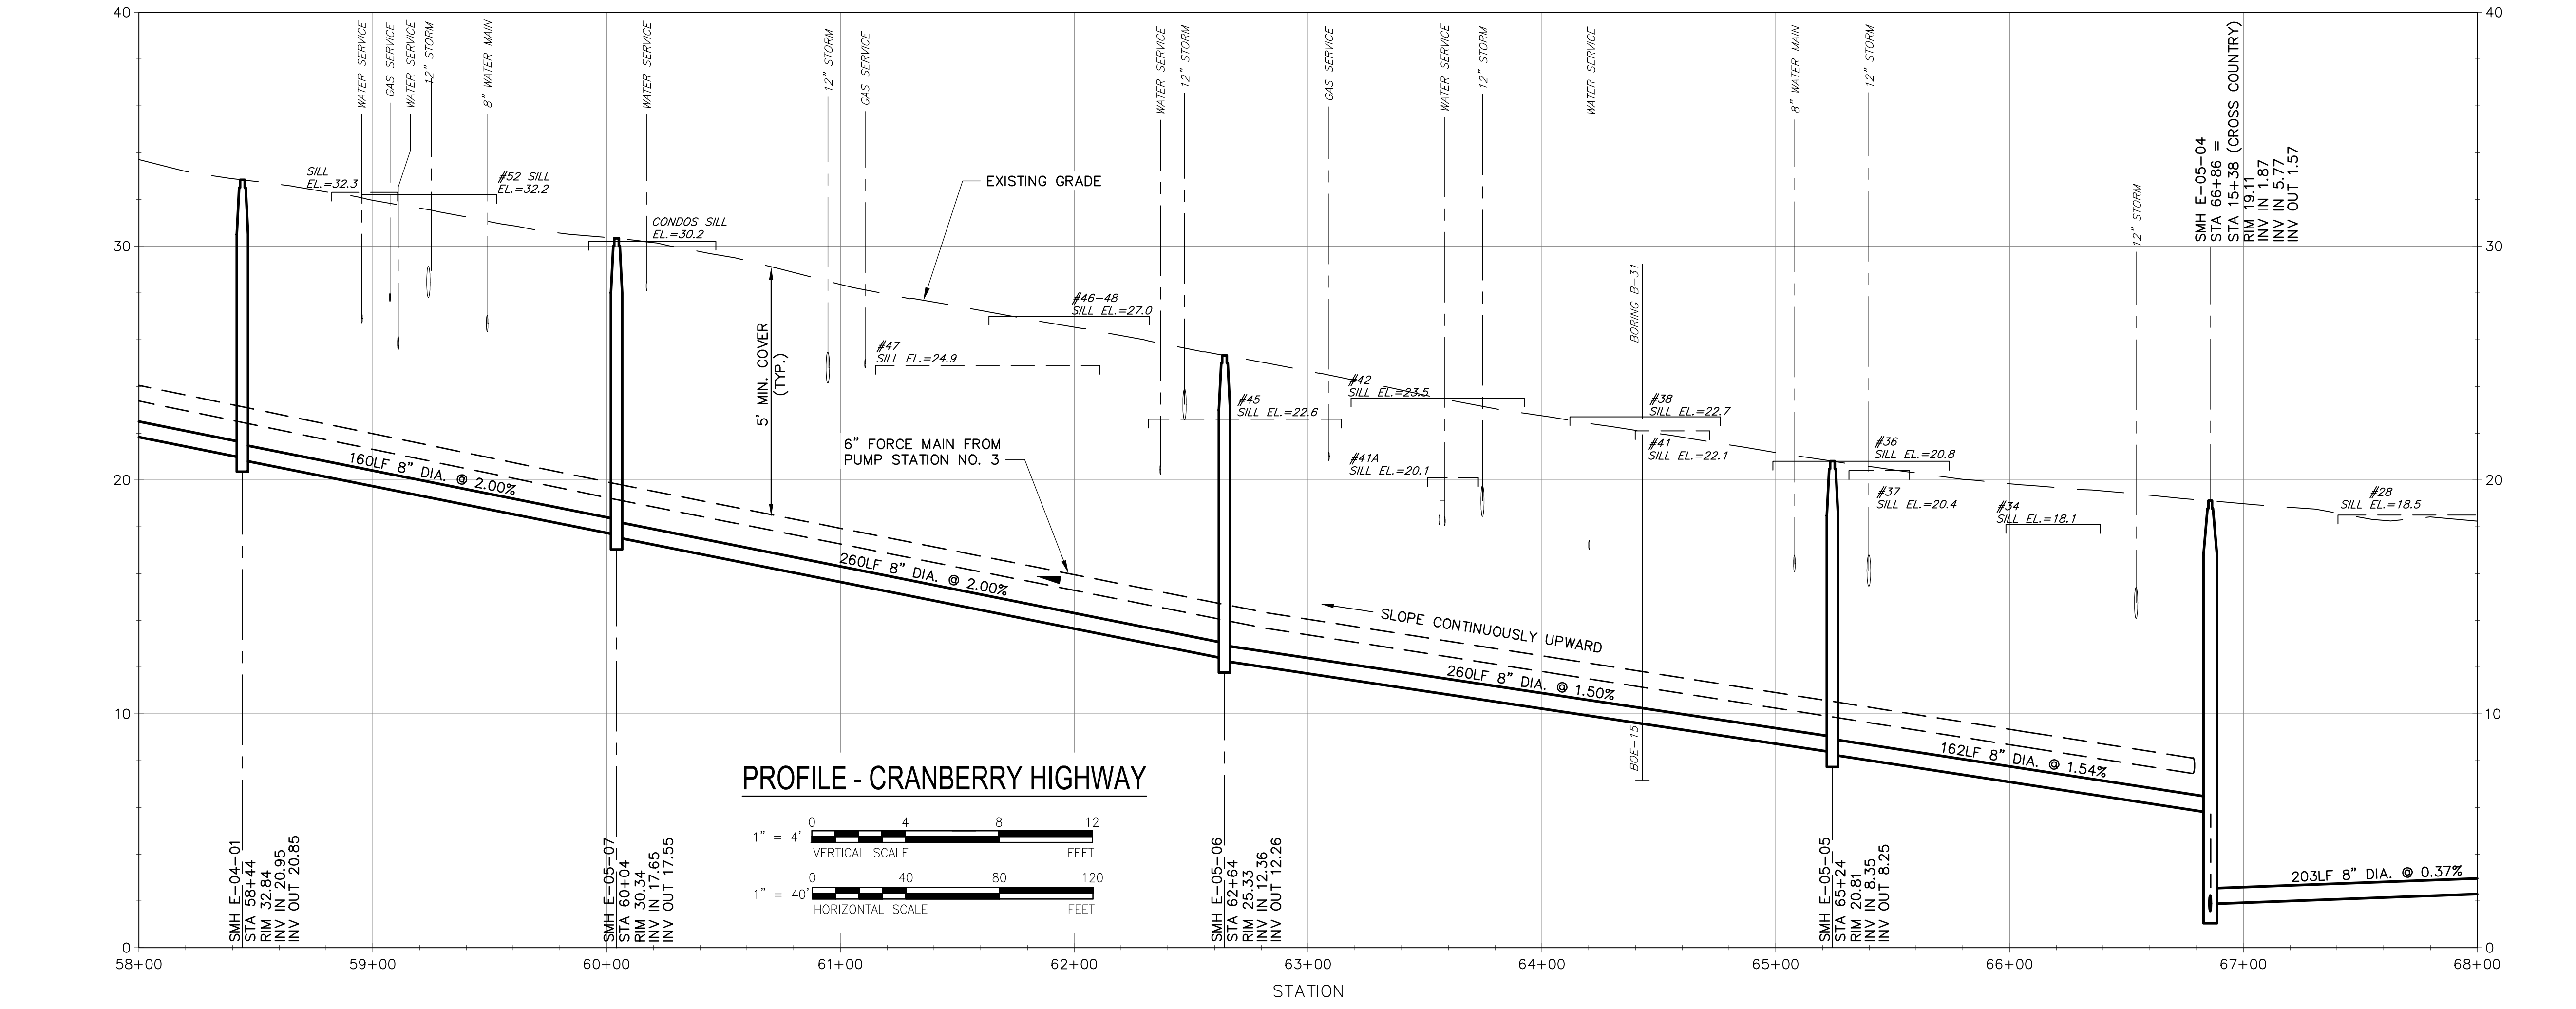 40
40
WATER SERVICE
GAS SERVICE
WATER SERVICE
12" STORM
8" WATER MAIN
WATER SERVICE
12" STORM
GAS SERVICE
WATER SERVICE
12" STORM
GAS SERVICE
WATER SERVICE
12" STORM
WATER SERVICE
8" WATER MAIN
12" STORM
12" STORM
SMH E-05-04
STA 66+86 =
STA 15+38 (CROSS COUNTRY)
RIM 19.11
INV IN 1.87
INV IN 5.77
INV OUT 1.57
SILL
EL.=32.3
#52 SILL
EL.=32.2
EXISTING GRADE
CONDOS SILL
EL.=30.2
30
30
#46-48
SILL EL.=27.0
BORING B-31
5' MIN. COVER
(TYP.)
#47
SILL EL.=24.9
#42
SILL EL.=23.5
#45
SILL EL.=22.6
#38
SILL EL.=22.7
#41
SILL EL.=22.1
#36
SILL EL.=20.8
6" FORCE MAIN FROM
PUMP STATION NO. 3
#41A
SILL EL.=20.1
20
20
#37
SILL EL.=20.4
#34
SILL EL.=18.1
#28
SILL EL.=18.5
160LF 8" DIA. @ 2.00%
260LF 8" DIA. @ 2.00%
SLOPE CONTINUOUSLY UPWARD
260LF 8" DIA. @ 1.50%
10
10
BOE-15
162LF 8" DIA. @ 1.54%
203LF 8" DIA. @ 0.37%
PROFILE - CRANBERRY HIGHWAY
0 4 8 12
1" = 4'
VERTICAL SCALE FEET
0 40 80 120
1" = 40'
HORIZONTAL SCALE FEET
SMH E-04-01
STA 58+44
RIM 32.84
INV IN 20.95
INV OUT 20.85
SMH E-05-07
STA 60+04
RIM 30.34
INV IN 17.65
INV OUT 17.55
SMH E-05-06
STA 62+64
RIM 25.33
INV IN 12.36
INV OUT 12.26
SMH E-05-05
STA 65+24
RIM 20.81
INV IN 8.35
INV OUT 8.25
0
0
58+00 59+00 60+00 61+00 62+00 63+00 64+00 65+00 66+00 67+00 68+00
STATION